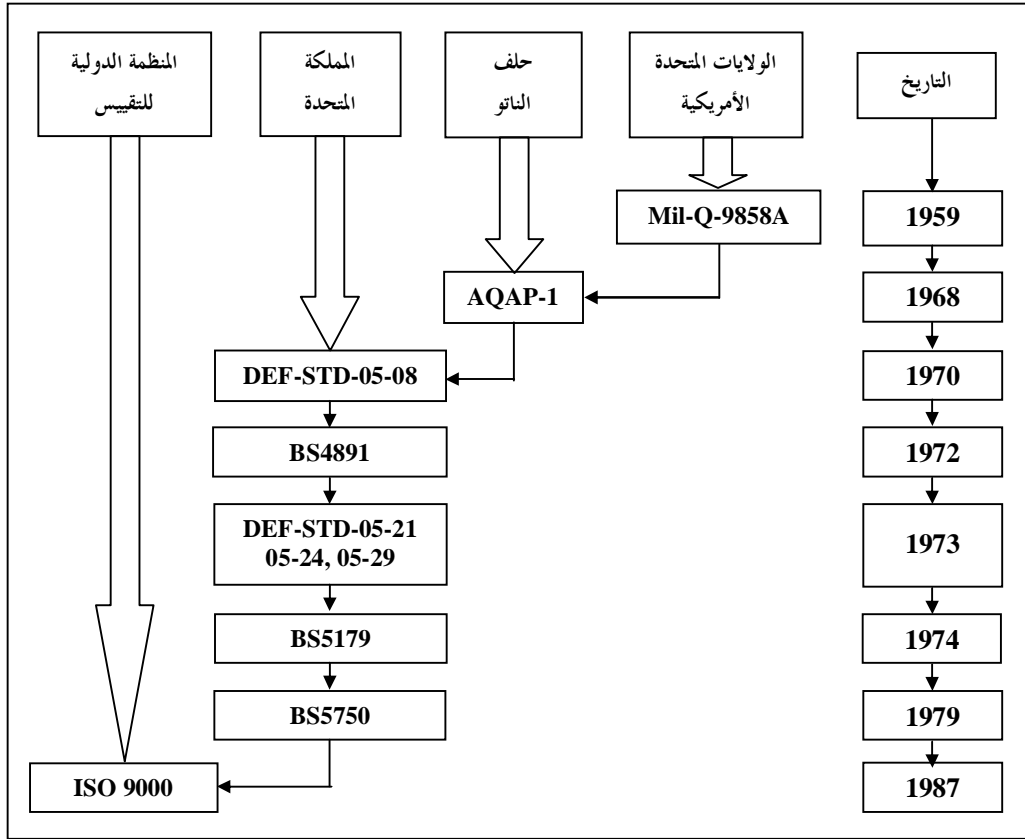 التاريخ
الولايات المتحدة
الأمريكية
حلف
الناتو
المملكة
المتحدة
المنظمة الدولية
للتقييس
1959
Mil-Q-9858A
1968
AQAP-1
1970
DEF-STD-05-08
1972
BS4891
1973
DEF-STD-05-21
05-24, 05-29
1974
BS5179
1979
BS5750
1987
ISO 9000